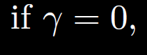 if γ = 0,